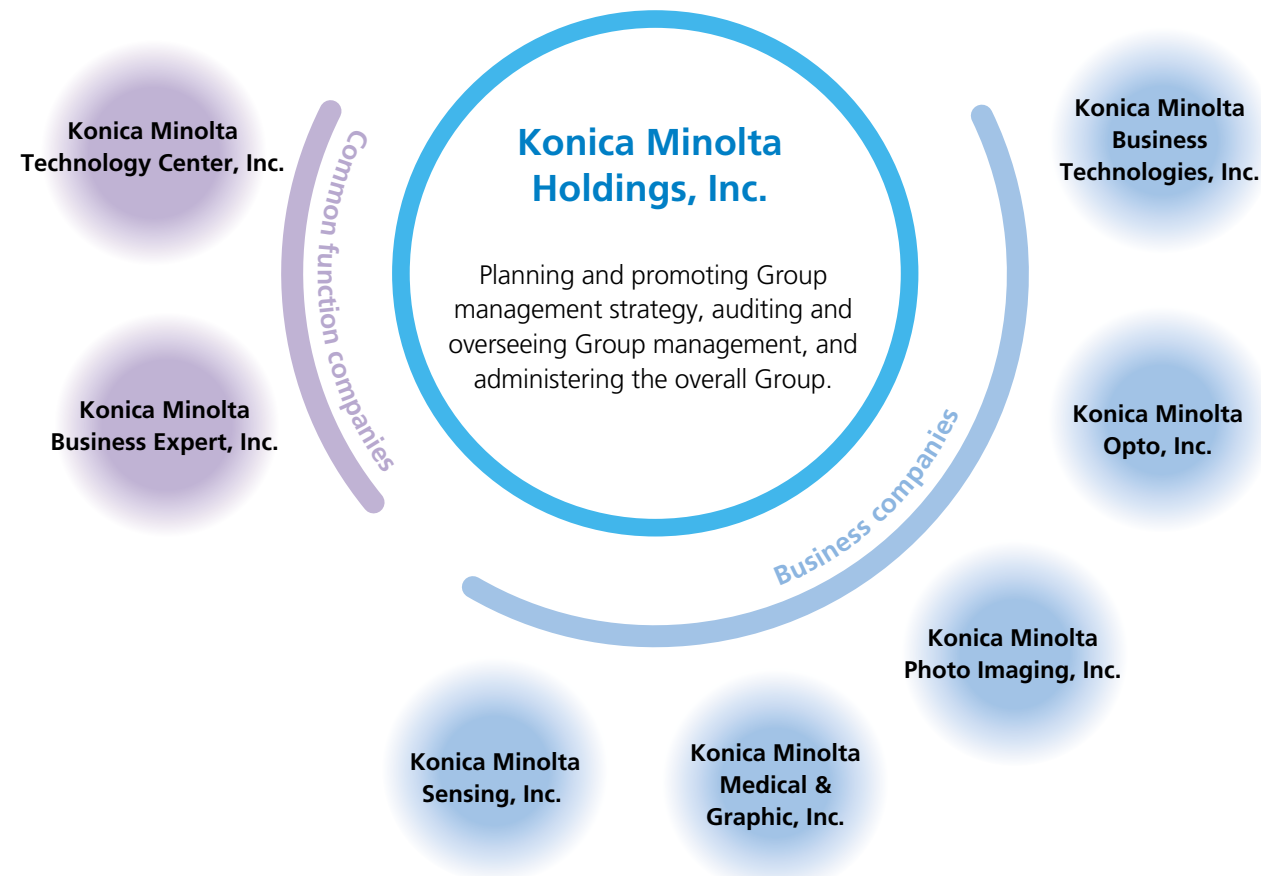 Konica Minolta
Technology Center, Inc.
Konica Minolta
Business Expert, Inc.
Common function companies
Konica Minolta
Holdings, Inc.
Planning and promoting Group
management strategy, auditing and
overseeing Group management, and
administering the overall Group.
Business companies
Konica Minolta
Business
Technologies, Inc.
Konica Minolta
Opto, Inc.
Konica Minolta
Photo Imaging, Inc.
Konica Minolta
Medical &
Graphic, Inc.
Konica Minolta
Sensing, Inc.